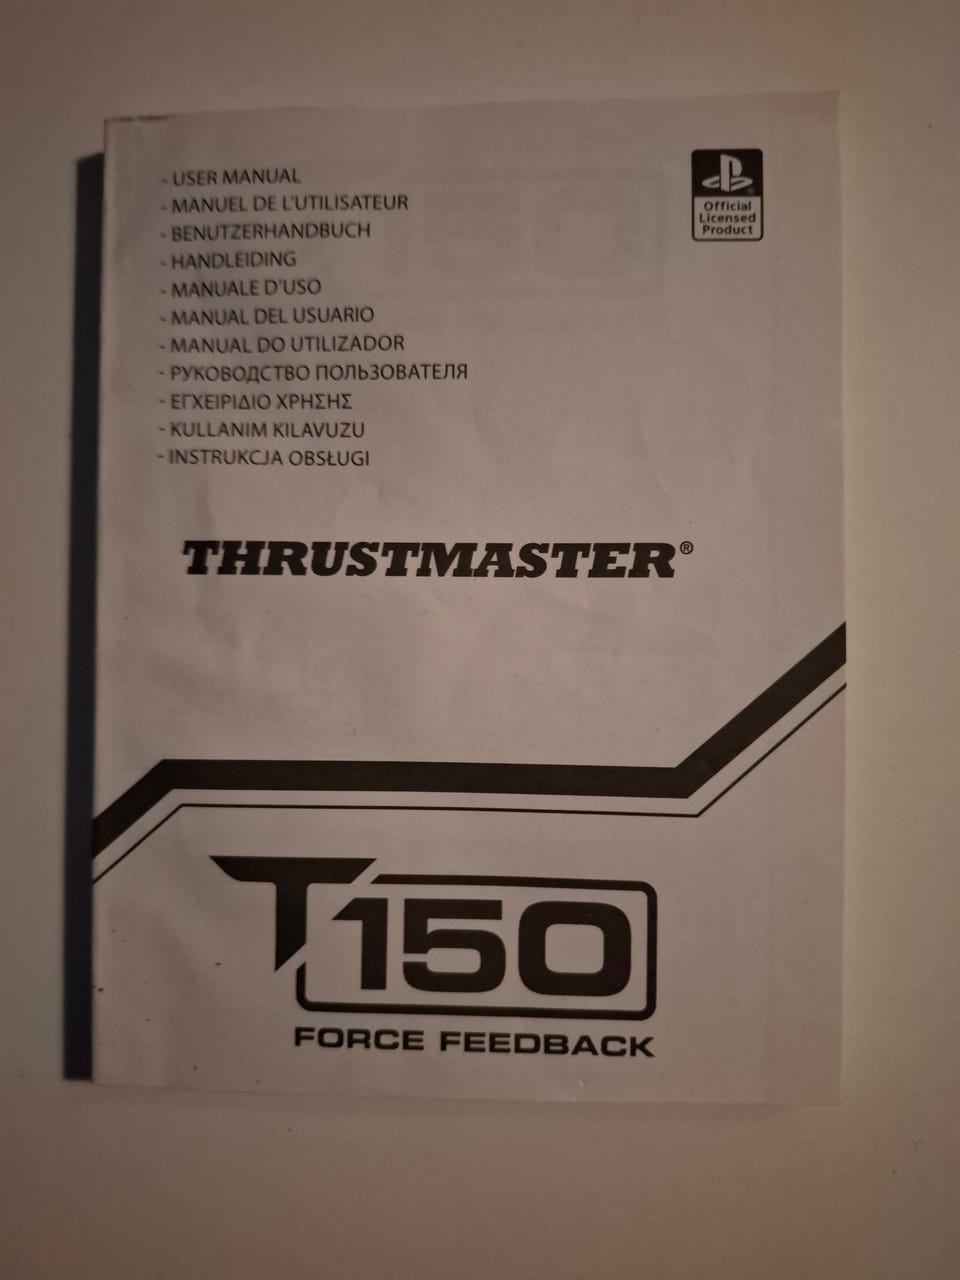 - USER MANUAL
- MANUEL DE L'UTILISATEUR
- BENUTZERHANDBUCH
- HANDLEIDING
- MANUALE D'USO
- MANUAL DEL USUARIO
- MANUAL DO UTILIZADOR
- РУКОВОДСТВО ПОЛЬЗОВАТЕЛЯ
- ΕΓΧΕΙΡΙΔΙΟ ΧΡΗΣΗΣ
- KULLANIM KILAVUZU
- INSTRUKCJA OBSŁUGI
Official
Licensed
Product
THRUSTMASTER®
T150
FORCE FEEDBACK